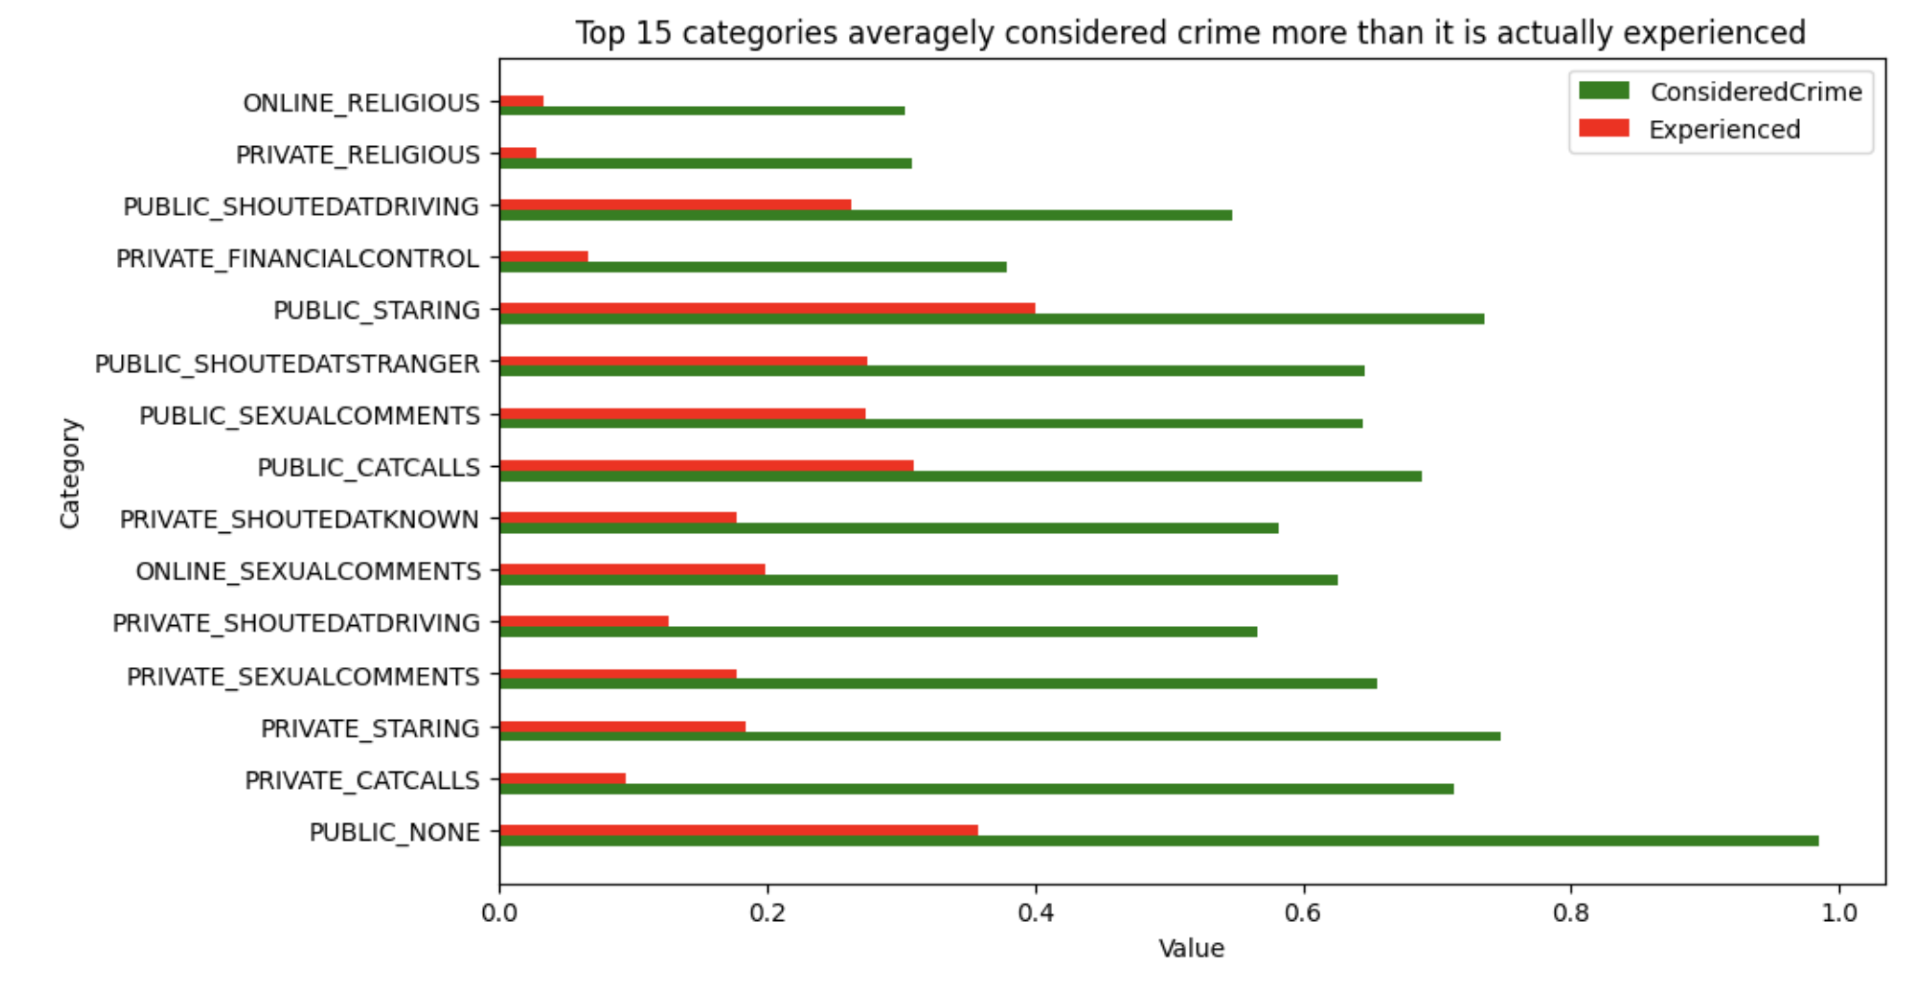 Top 15 categories averagely considered crime more than it is actually experienced
ConsideredCrime
Experienced
ONLINE_RELIGIOUS
PRIVATE_RELIGIOUS
PUBLIC_SHOUTEDATDRIVING
PRIVATE_FINANCIALCONTROL
PUBLIC_STARING
PUBLIC_SHOUTEDATSTRANGER
PUBLIC_SEXUALCOMMENTS
PUBLIC_CATCALLS
PRIVATE_SHOUTEDATKNOWN
ONLINE_SEXUALCOMMENTS
PRIVATE_SHOUTEDATDRIVING
PRIVATE_SEXUALCOMMENTS
PRIVATE_STARING
PRIVATE_CATCALLS
PUBLIC_NONE
Category
0.0 0.2 0.4 0.6 0.8 1.0
Value